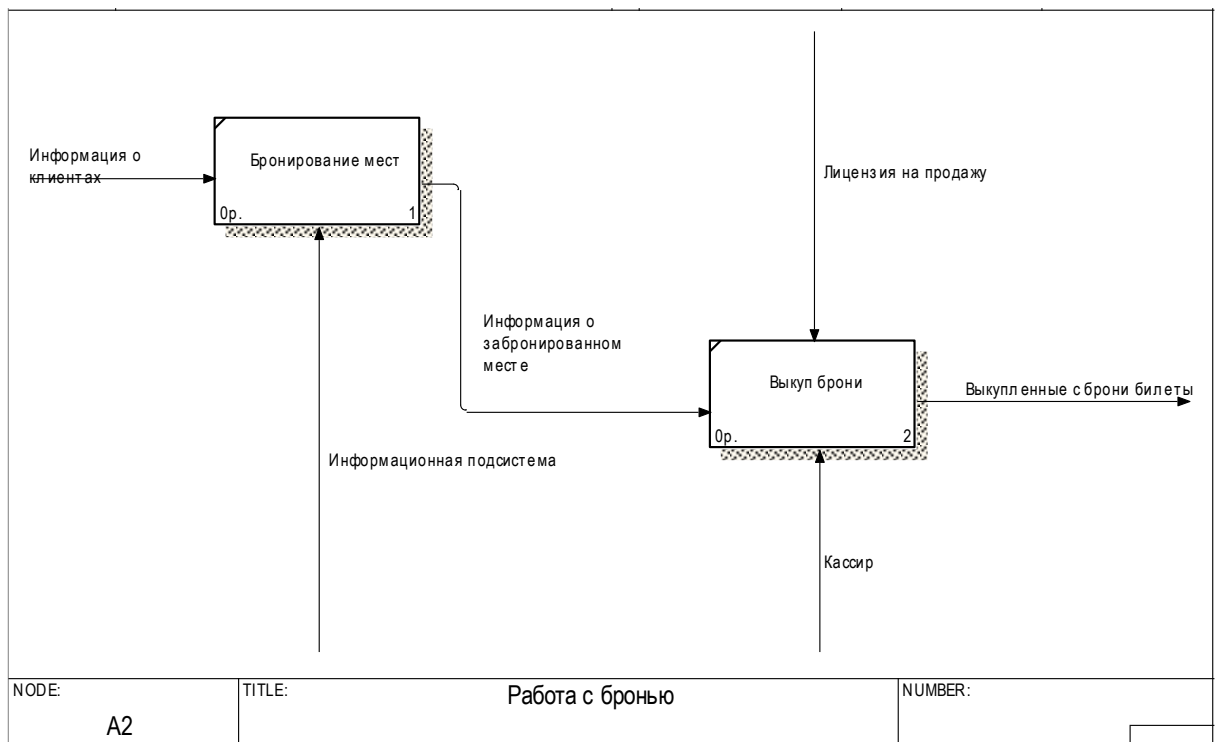 Информация о
клиентах
Бронирование мест
0р.
1
Лицензия на продажу
Информация о
забронированном
месте
Выкуп брони
0р.
2
Выкупленные с брони билеты
Информационная подсистема
Кассир
NODE:
A2
TITLE:
Работа с бронью
NUMBER: